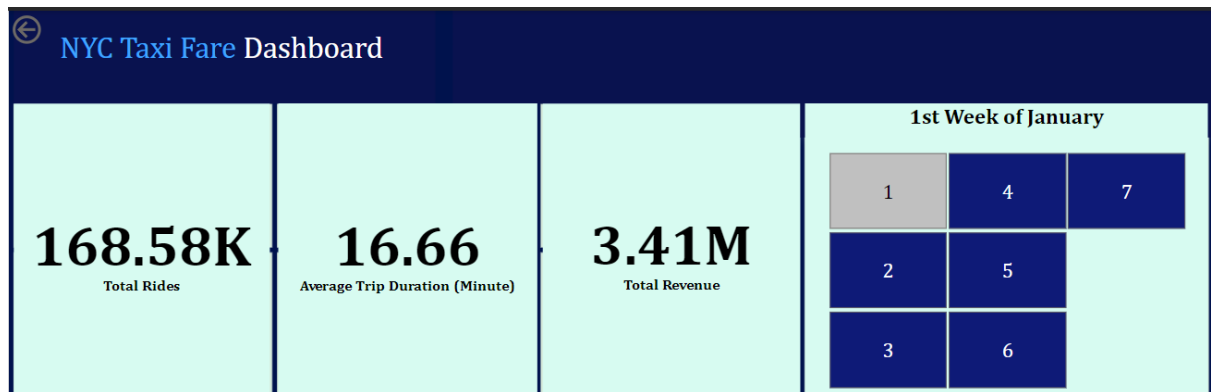 NYC Taxi Fare Dashboard
168.58K
Total Rides
16.66
Average Trip Duration (Minute)
3.41M
Total Revenue
1st Week of January
1 4 7
2 5
3 6